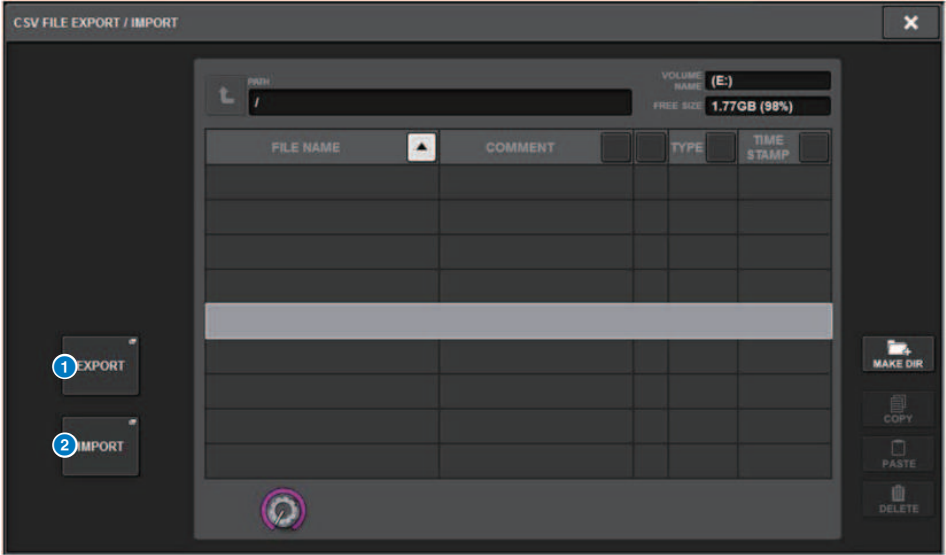 CSV FILE EXPORT / IMPORT
PATH
/
VOLUME NAME (E:)
FREE SIZE 1.77GB (98%)
FILE NAME COMMENT TYPE TIME STAMP
1 EXPORT
2 IMPORT
MAKE DIR
COPY
PASTE
DELETE